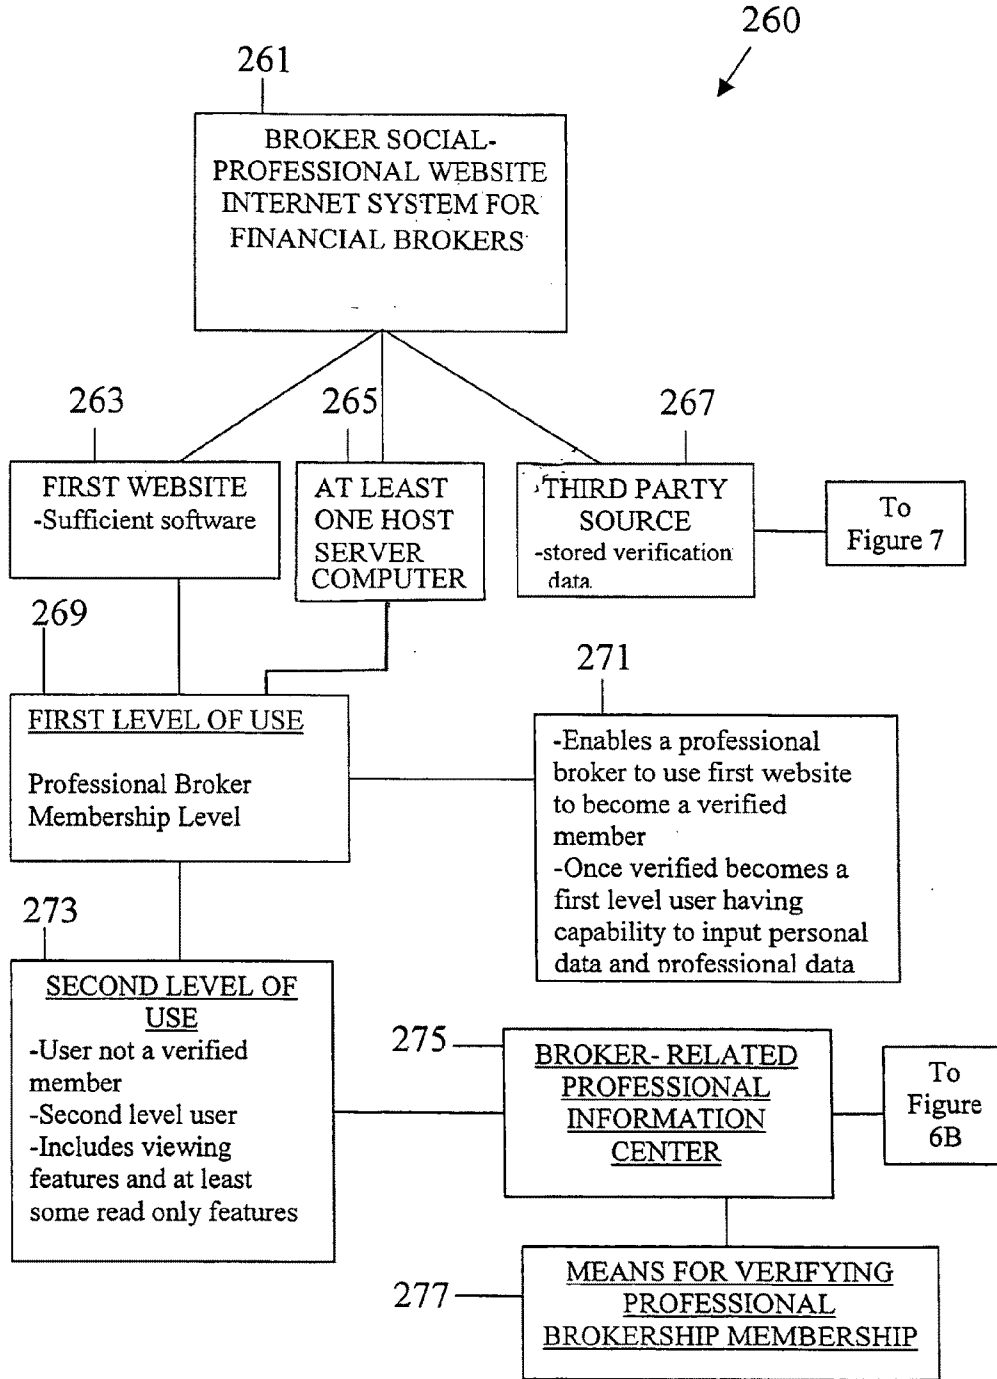 260
261
BROKER SOCIAL-
PROFESSIONAL WEBSITE
INTERNET SYSTEM FOR
FINANCIAL BROKERS
263
265
267
FIRST WEBSITE
-Sufficient software
AT LEAST
ONE HOST
SERVER
COMPUTER
THIRD PARTY
SOURCE
-stored verification
data.
To
Figure 7
269
271
FIRST LEVEL OF USE
Professional Broker
Membership Level
-Enables a professional
broker to use first website
to become a verified
member
-Once verified becomes a
first level user having
capability to input personal
data and professional data
273
SECOND LEVEL OF
USE
-User not a verified
member
-Second level user
-Includes viewing
features and at least
some read only features
275
BROKER- RELATED
PROFESSIONAL
INFORMATION
CENTER
To
Figure
6B
277
MEANS FOR VERIFYING
PROFESSIONAL
BROKERSHIP MEMBERSHIP